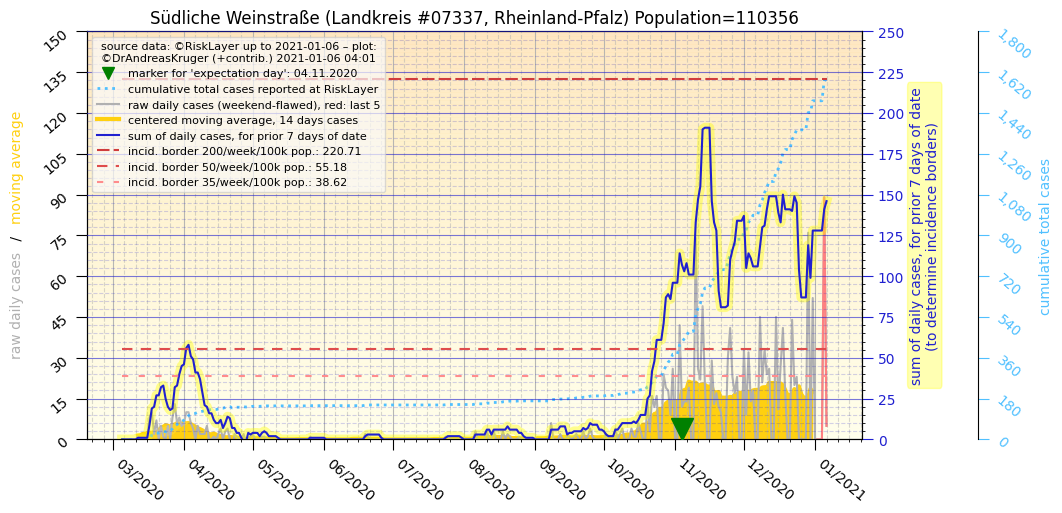 Südliche Weinstraße (Landkreis #07337, Rheinland-Pfalz) Population=110356
source data: ©RiskLayer up to 2021-01-06 – plot:
©DrAndreasKruger (+contrib.) 2021-01-06 04:01
marker for 'expectation day': 04.11.2020
cumulative total cases reported at RiskLayer
raw daily cases (weekend-flawed), red: last 5
centered moving average, 14 days cases
sum of daily cases, for prior 7 days of date
incid. border 200/week/100k pop.: 220.71
incid. border 50/week/100k pop.: 55.18
incid. border 35/week/100k pop.: 38.62
raw daily cases / moving average
150
135
120
105
90
75
60
45
30
15
0
03/2020
04/2020
05/2020
06/2020
07/2020
08/2020
09/2020
10/2020
11/2020
12/2020
01/2021
250
225
200
175
150
125
100
75
50
25
0
sum of daily cases, for prior 7 days of date
(to determine incidence borders)
1,800
1,620
1,440
1,260
1,080
900
720
540
360
180
0
cumulative total cases